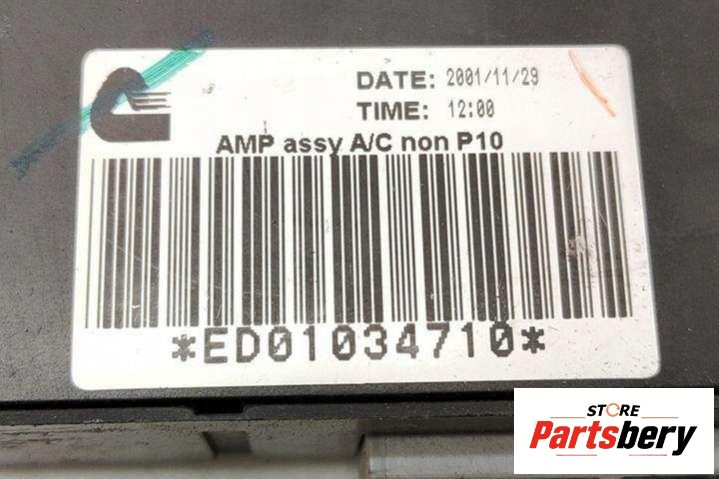 DATE: 2001/11/29
TIME: 12:00
AMP assy A/C non P10
*ED01034710*
STORE
Partsbery